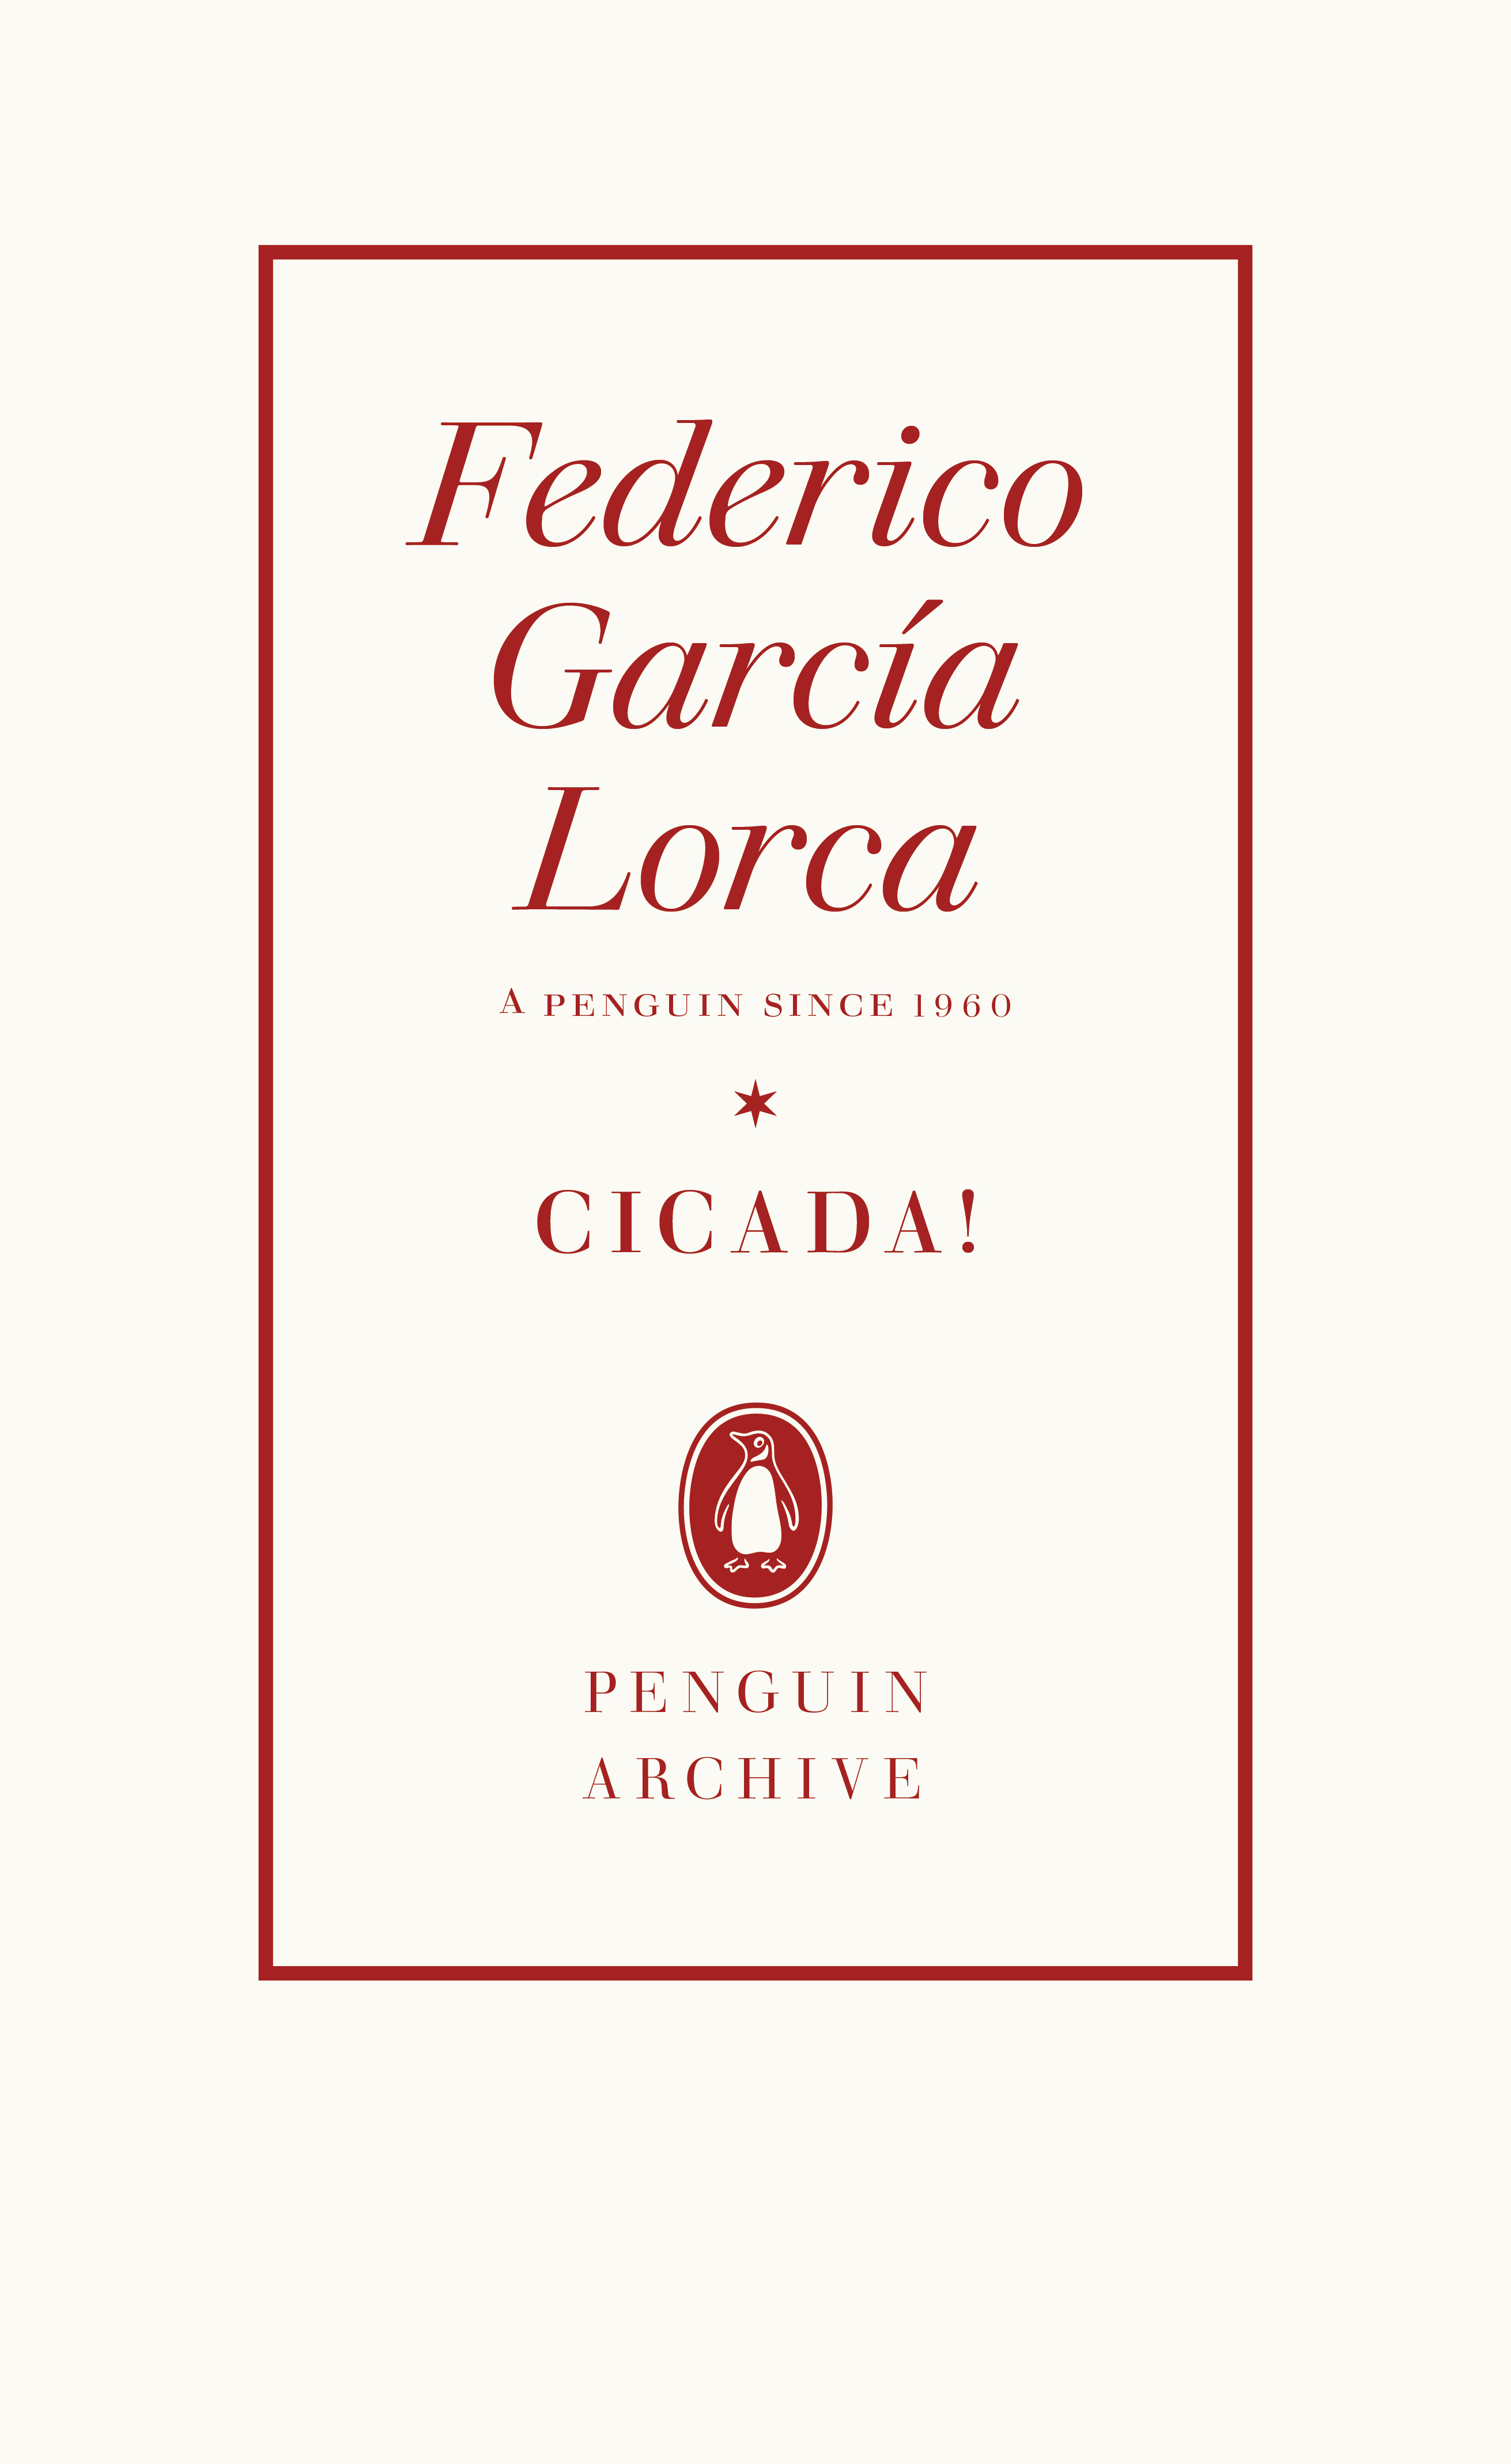 Federico
García
Lorca
A PENGUIN SINCE 1960
CICADA!
PENGUIN
ARCHIVE